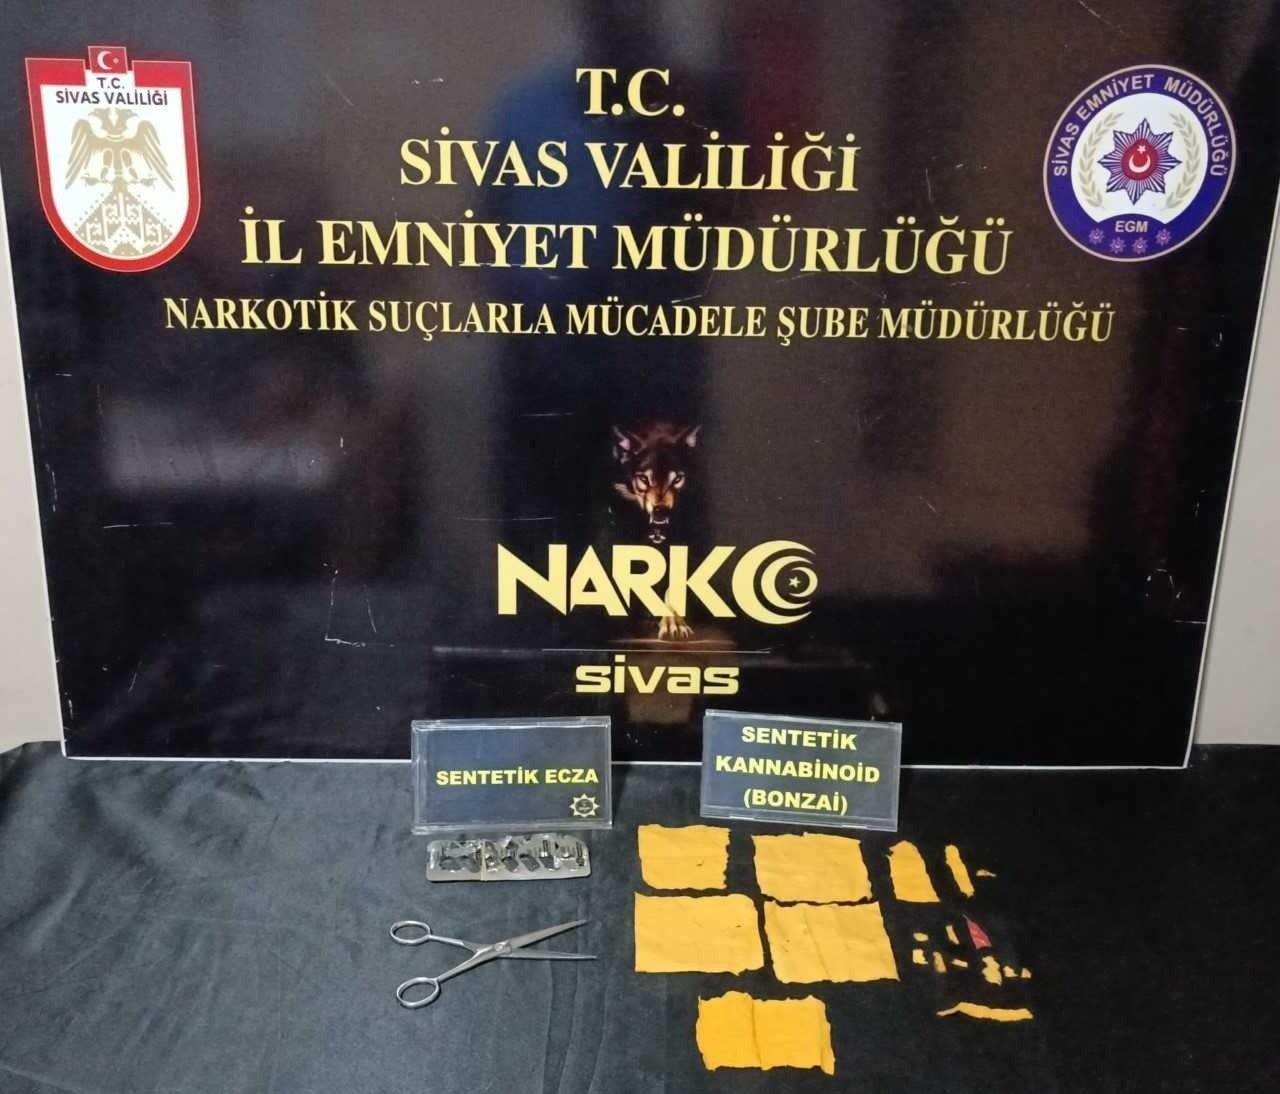 T.C.
SİVAS VALİLİĞİ
T.C.
SİVAS VALİLİĞİ
İL EMNİYET MÜDÜRLÜĞÜ
NARKOTİK SUÇLARLA MÜCADELE ŞUBE MÜDÜRLÜĞÜ
SİVAS EMNİYET MÜDÜRLÜĞÜ
EGM
NARKO
sivas
SENTETİK ECZA
SENTETİK
KANNABİNOİD
(BONZAİ)